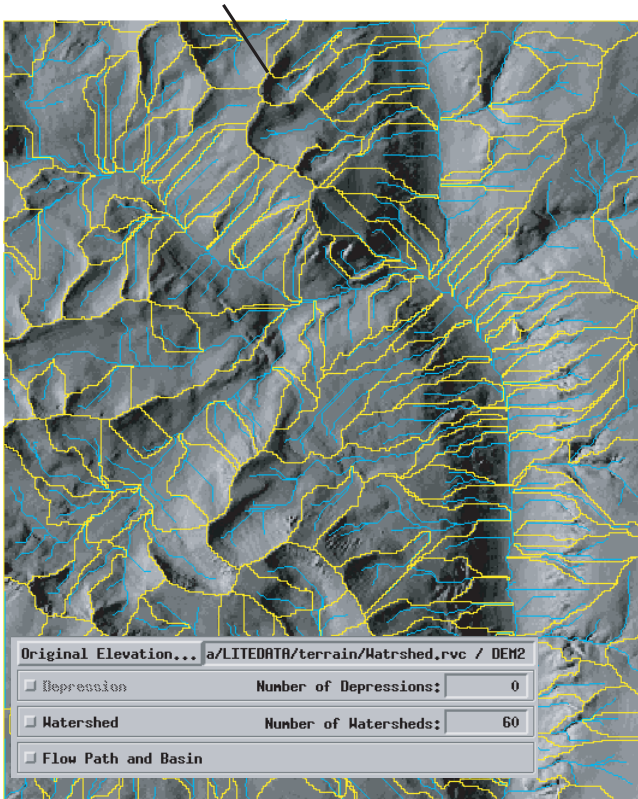 Original Elevation... a/LITEDATA/terrain/Watrshed.rvc / DEM2
Depression Number of Depressions: 0
Watershed Number of Watersheds: 60
Flow Path and Basin